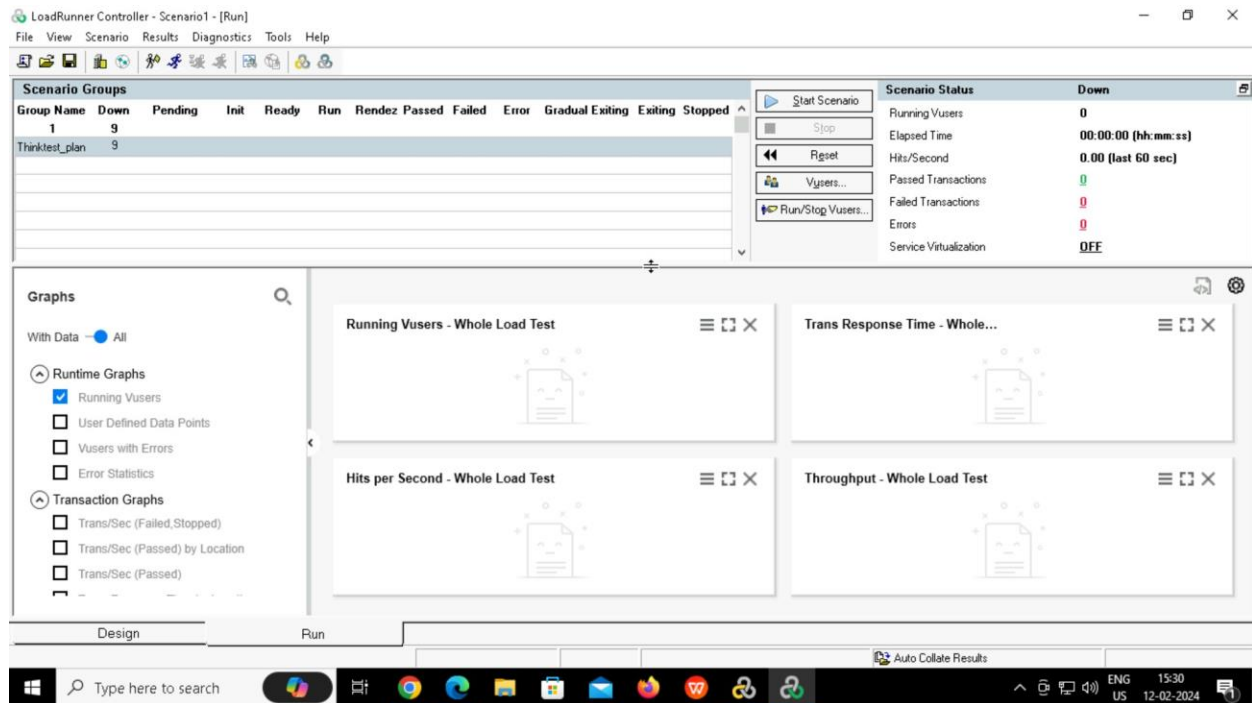 LoadRunner Controller - Scenario1 - [Run]
File View Scenario Results Diagnostics Tools Help
Scenario Groups
Group Name Down Pending Init Ready Run Rendez Passed Failed Error Gradual Exiting Exiting Stopped
1 9
Thinktest_plan 9
Start Scenario
Stop
Reset
Vusers...
Run/Stop Vusers...
Scenario Status Down
Running Vusers 0
Elapsed Time 00:00:00 (hh:mm:ss)
Hits/Second 0.00 (last 60 sec)
Passed Transactions 0
Failed Transactions 0
Errors 0
Service Virtualization OFF
Graphs
With Data All
Runtime Graphs
Running Vusers
User Defined Data Points
Vusers with Errors
Error Statistics
Transaction Graphs
Trans/Sec (Failed,Stopped)
Trans/Sec (Passed) by Location
Trans/Sec (Passed)
Running Vusers - Whole Load Test
Trans Response Time - Whole...
Hits per Second - Whole Load Test
Throughput - Whole Load Test
Design Run
Auto Collate Results
Type here to search
ENG
US
15:30
12-02-2024
1